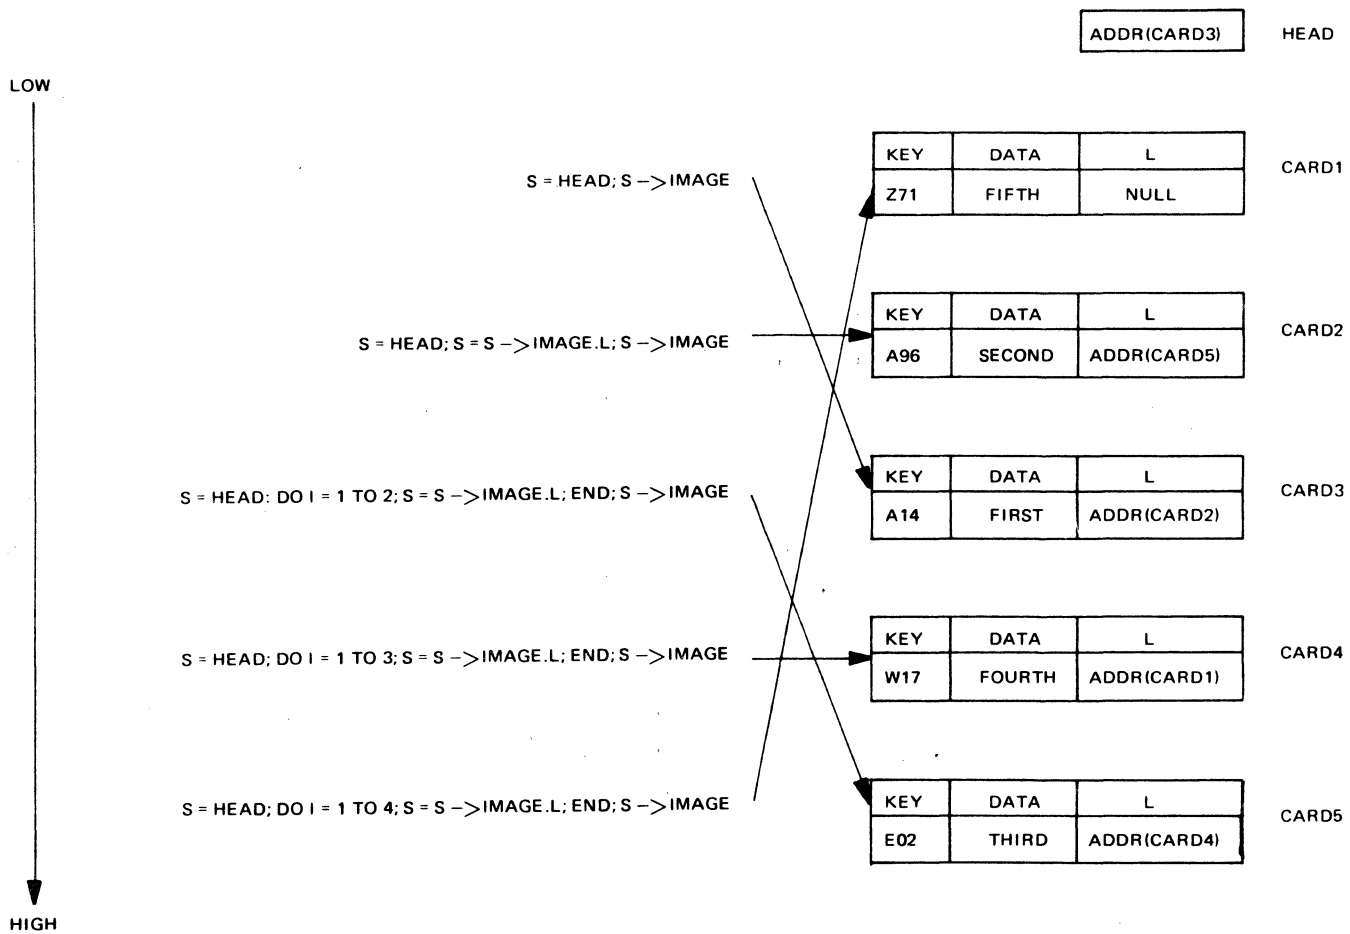 ADDR(CARD3) HEAD
LOW
KEY DATA L
CARD1
S = HEAD; S —>IMAGE
Z71 FIFTH NULL
KEY DATA L
CARD2
S = HEAD; S = S —>IMAGE.L; S —>IMAGE
A96 SECOND ADDR(CARD5)
KEY DATA L
CARD3
S = HEAD: DO I = 1 TO 2; S = S —>IMAGE.L; END; S —>IMAGE
A14 FIRST ADDR(CARD2)
KEY DATA L
CARD4
S = HEAD; DO I = 1 TO 3; S = S —>IMAGE.L; END; S —>IMAGE
W17 FOURTH ADDR(CARD1)
KEY DATA L
S = HEAD; DO I = 1 TO 4; S = S —>IMAGE.L; END; S —>IMAGE
CARD5
E02 THIRD ADDR(CARD4)
HIGH